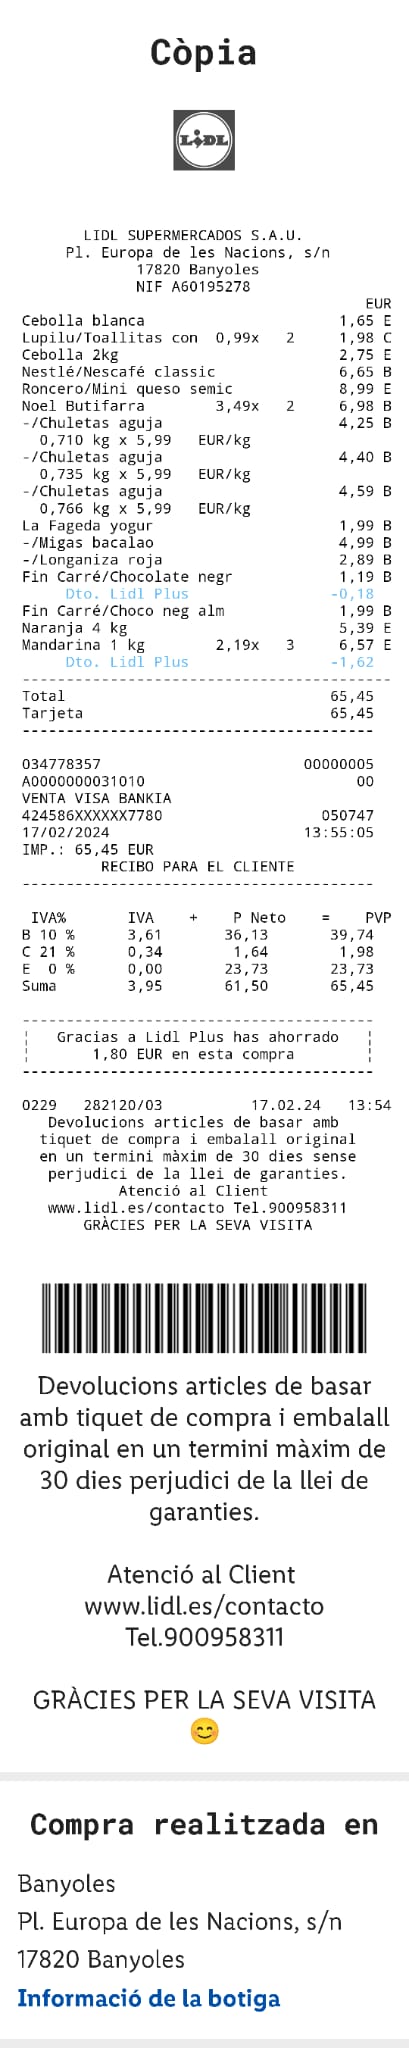 Còpia
LIDL
LIDL SUPERMERCADOS S.A.U.
Pl. Europa de les Nacions, s/n
17820 Banyoles
NIF A60195278
EUR
Cebolla blanca 1,65 E
Lupilu/Toallitas con 0,99x 2 1,98 C
Cebolla 2kg 2,75 E
Nestlé/Nescafé classic 6,65 B
Roncero/Mini queso semic 8,99 E
Noel Butifarra 3,49x 2 6,98 B
-/Chuletas aguja 4,25 B
0,710 kg x 5,99 EUR/kg
-/Chuletas aguja 4,40 B
0,735 kg x 5,99 EUR/kg
-/Chuletas aguja 4,59 B
0,766 kg x 5,99 EUR/kg
La Fageda yogur 1,99 B
-/Migas bacalao 4,99 B
-/Longaniza roja 2,89 B
Fin Carré/Chocolate negr 1,19 B
Dto. Lidl Plus -0,18
Fin Carré/Choco neg alm 1,99 B
Naranja 4 kg 5,39 E
Mandarina 1 kg 2,19x 3 6,57 E
Dto. Lidl Plus -1,62
Total 65,45
Tarjeta 65,45
034778357 00000005
A0000000031010 00
VENTA VISA BANKIA
424586XXXXXX7780 050747
17/02/2024 13:55:05
IMP.: 65,45 EUR
RECIBO PARA EL CLIENTE
IVA% IVA + P Neto = PVP
B 10 % 3,61 36,13 39,74
C 21 % 0,34 1,64 1,98
E 0 % 0,00 23,73 23,73
Suma 3,95 61,50 65,45
Gracias a Lidl Plus has ahorrado
1,80 EUR en esta compra
0229 282120/03 17.02.24 13:54
Devolucions articles de basar amb
tiquet de compra i embalall original
en un termini màxim de 30 dies sense
perjudici de la llei de garanties.
Atenció al Client
www.lidl.es/contacto Tel.900958311
GRÀCIES PER LA SEVA VISITA
Devolucions articles de basar
amb tiquet de compra i embalall
original en un termini màxim de
30 dies perjudici de la llei de
garanties.
Atenció al Client
www.lidl.es/contacto
Tel.900958311
GRÀCIES PER LA SEVA VISITA
😊
Compra realitzada en
Banyoles
Pl. Europa de les Nacions, s/n
17820 Banyoles
Informació de la botiga